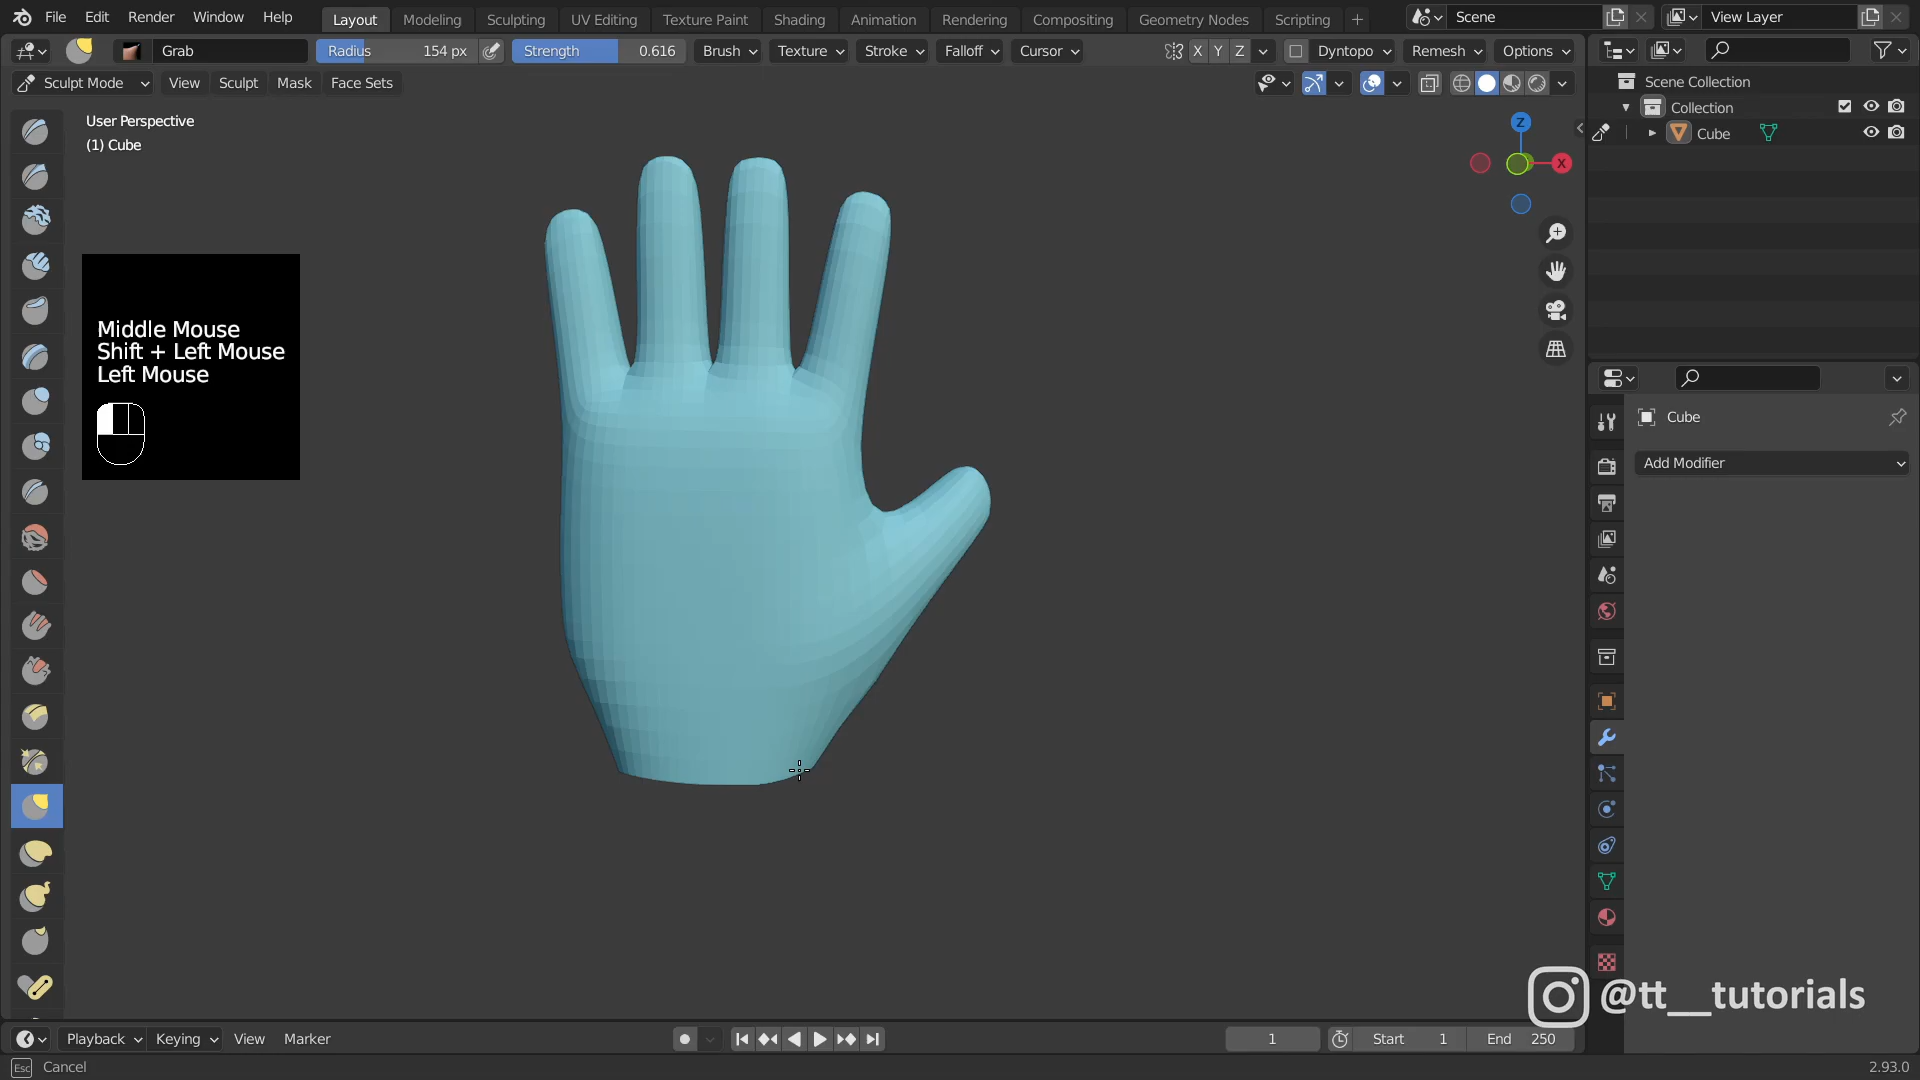 File Edit Render Window Help Layout Modeling Sculpting UV Editing Texture Paint Shading Animation Rendering Compositing Geometry Nodes Scripting + Scene View Layer
Grab Radius 154 px Strength 0.616 Brush Texture Stroke Falloff Cursor X Y Z Dyntopo Remesh Options
Sculpt Mode View Sculpt Mask Face Sets
Scene Collection
Collection
Cube
User Perspective
(1) Cube
Z
X
Middle Mouse
Shift + Left Mouse
Left Mouse
Cube
Add Modifier
@tt__tutorials
Playback Keying View Marker 1 Start 1 End 250
Esc Cancel 2.93.0